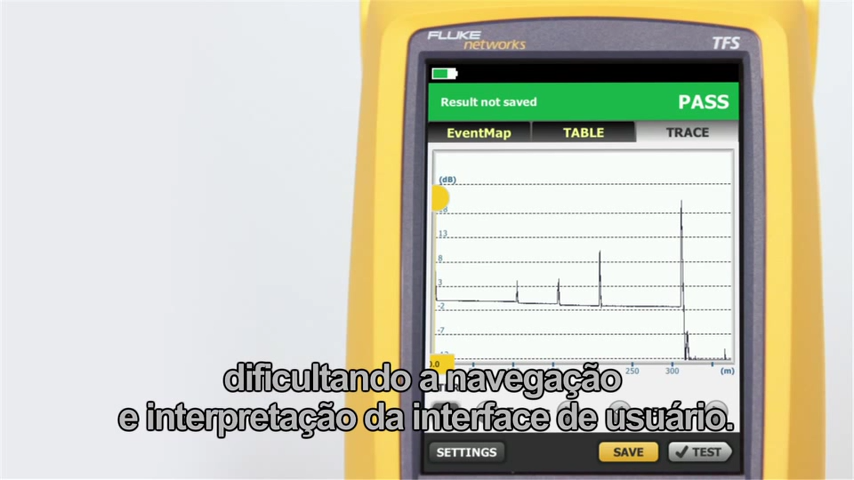 FLUKE
networks
TFS
Result not saved
PASS
EventMap
TABLE
TRACE
(dB)
13
8
3
-2
-7
250
300
(m)
dificultando a navegação
e interpretação da interface de usuário.
SETTINGS
SAVE
TEST